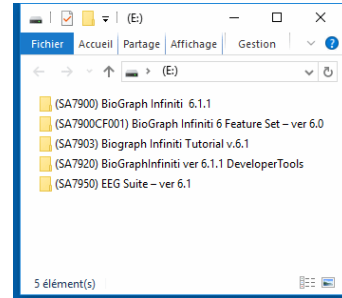 (E:)
Fichier Accueil Partage Affichage Gestion
(E:)
(SA7900) BioGraph Infiniti 6.1.1
(SA7900CF001) BioGraph Infiniti 6 Feature Set – ver 6.0
(SA7903) Biograph Infiniti Tutorial v.6.1
(SA7920) BioGraphInfiniti ver 6.1.1 DeveloperTools
(SA7950) EEG Suite – ver 6.1
5 élément(s)